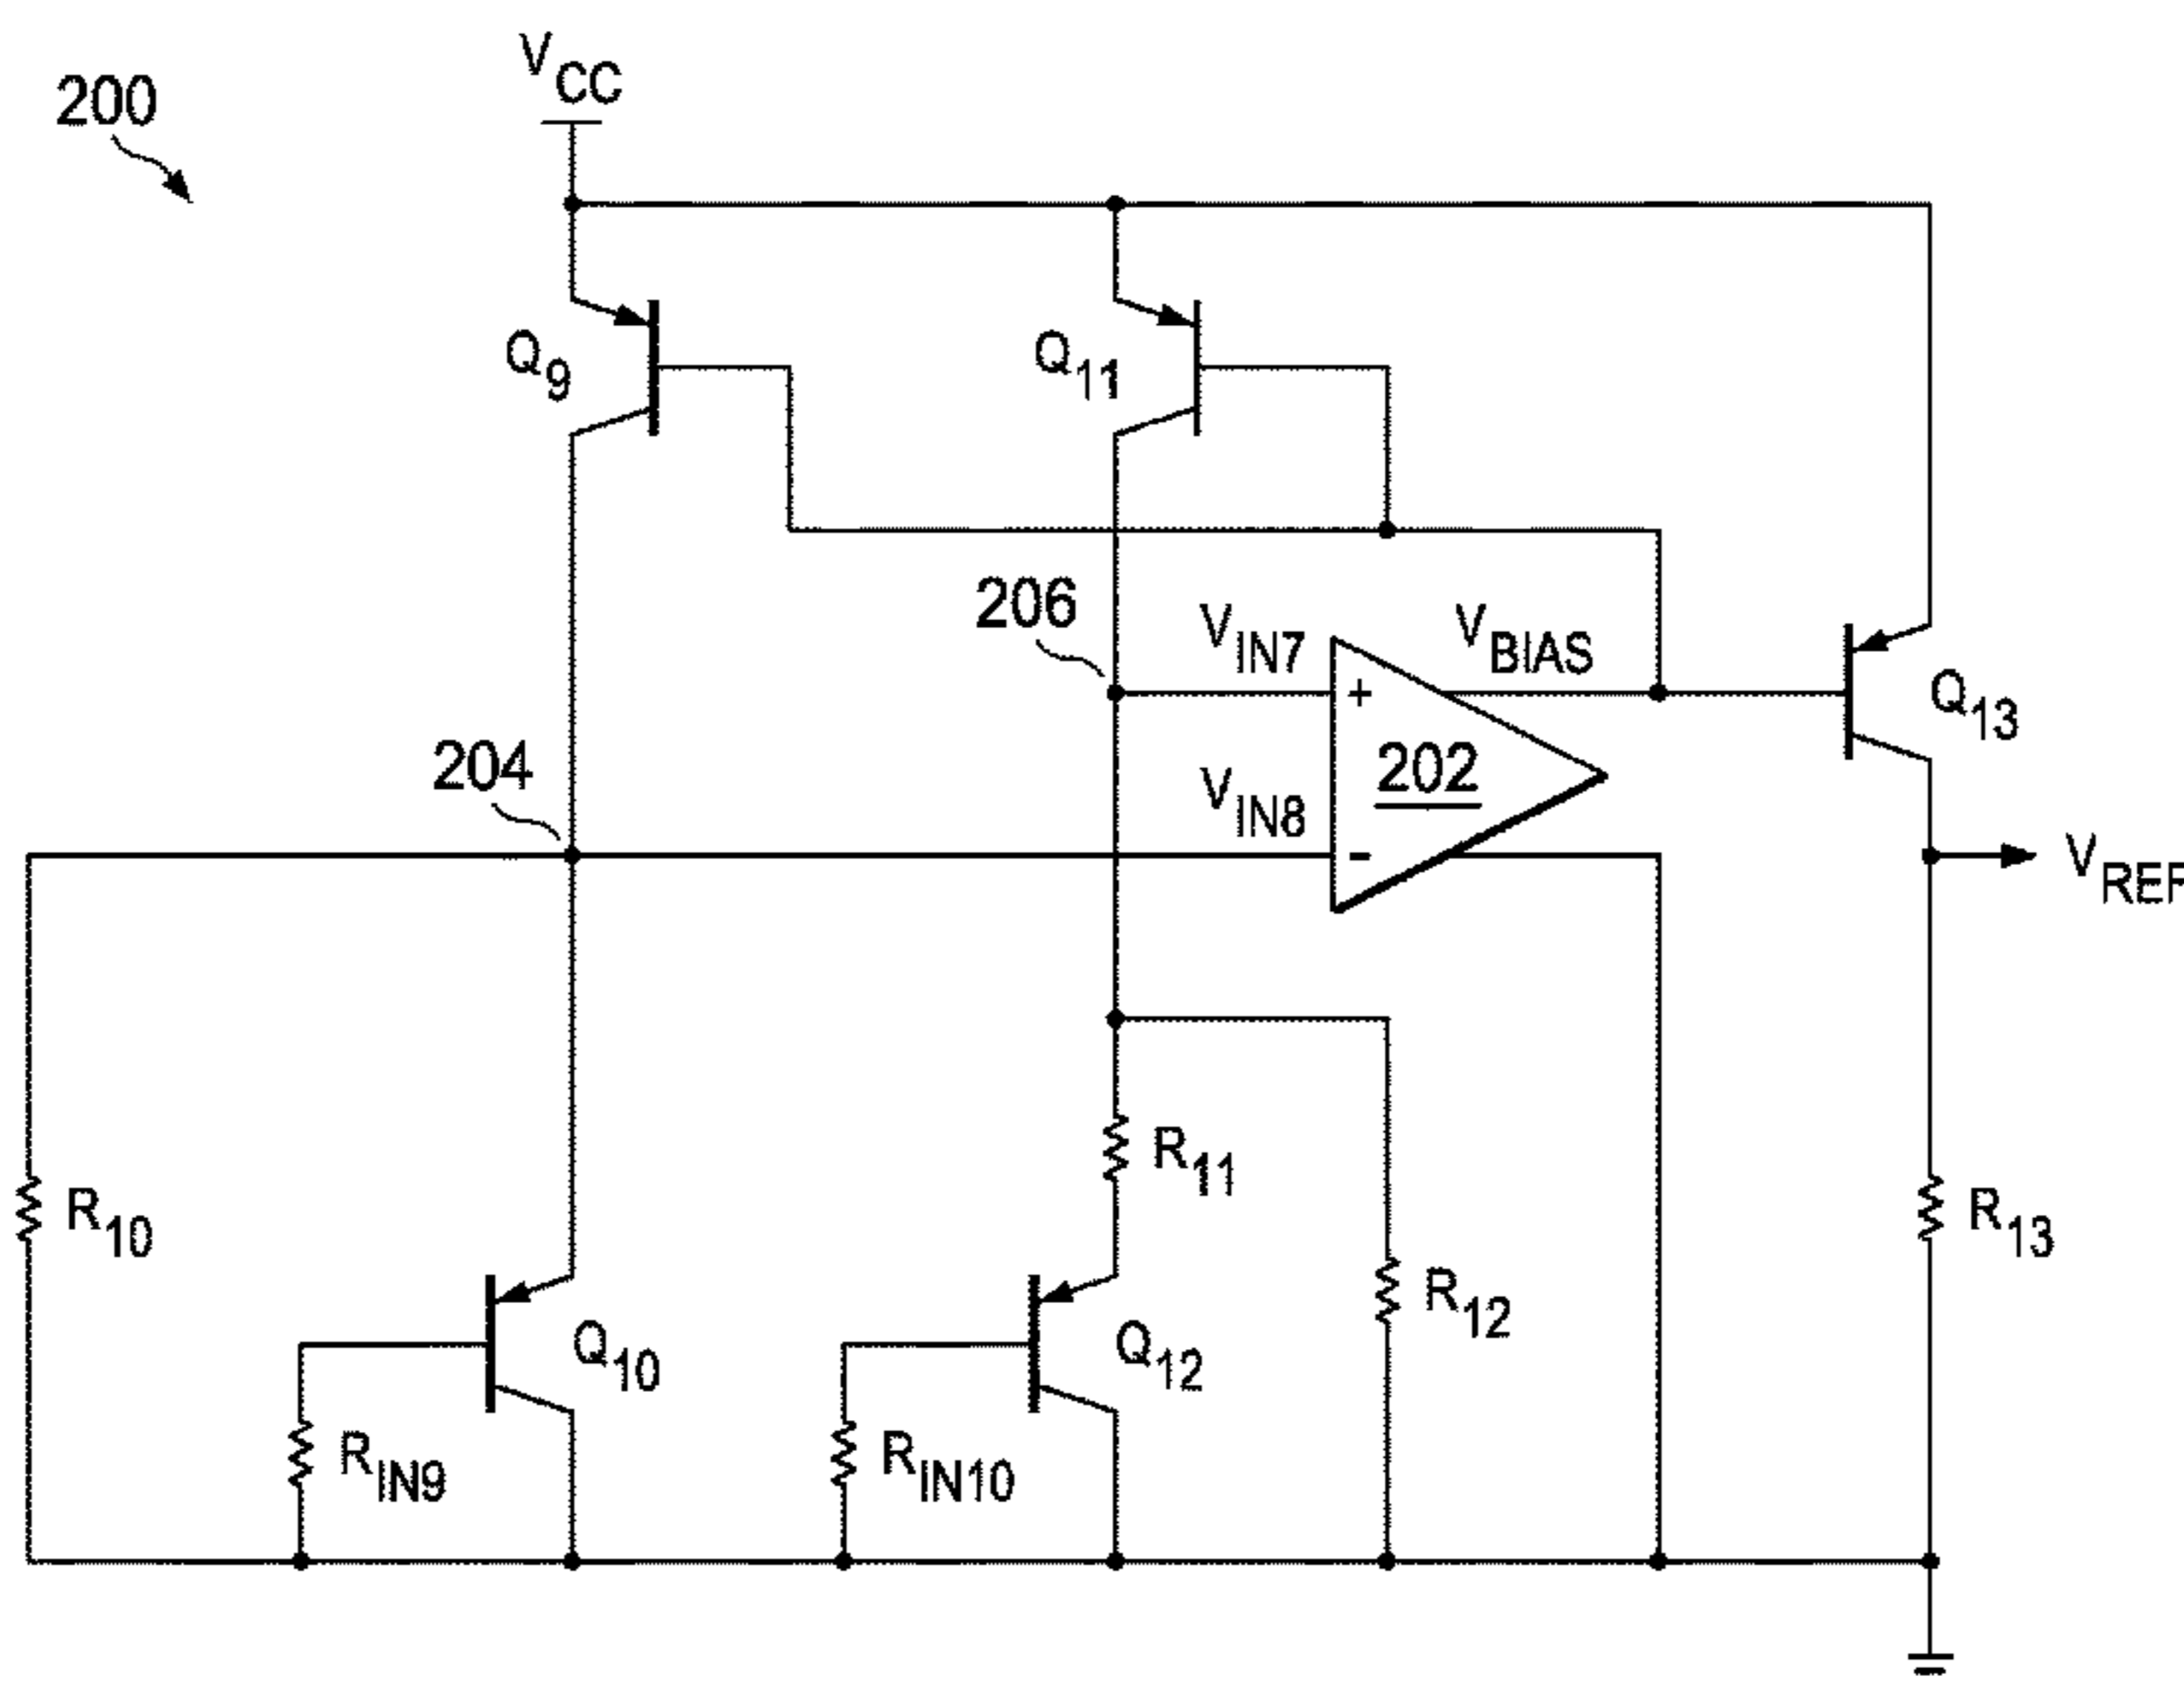 200
VCC
Q9
Q11
206
VIN7
VBIAS
Q13
204
VIN8
+
202
-
VREF
R11
R10
R13
R12
Q10
Q12
RIN9
RIN10